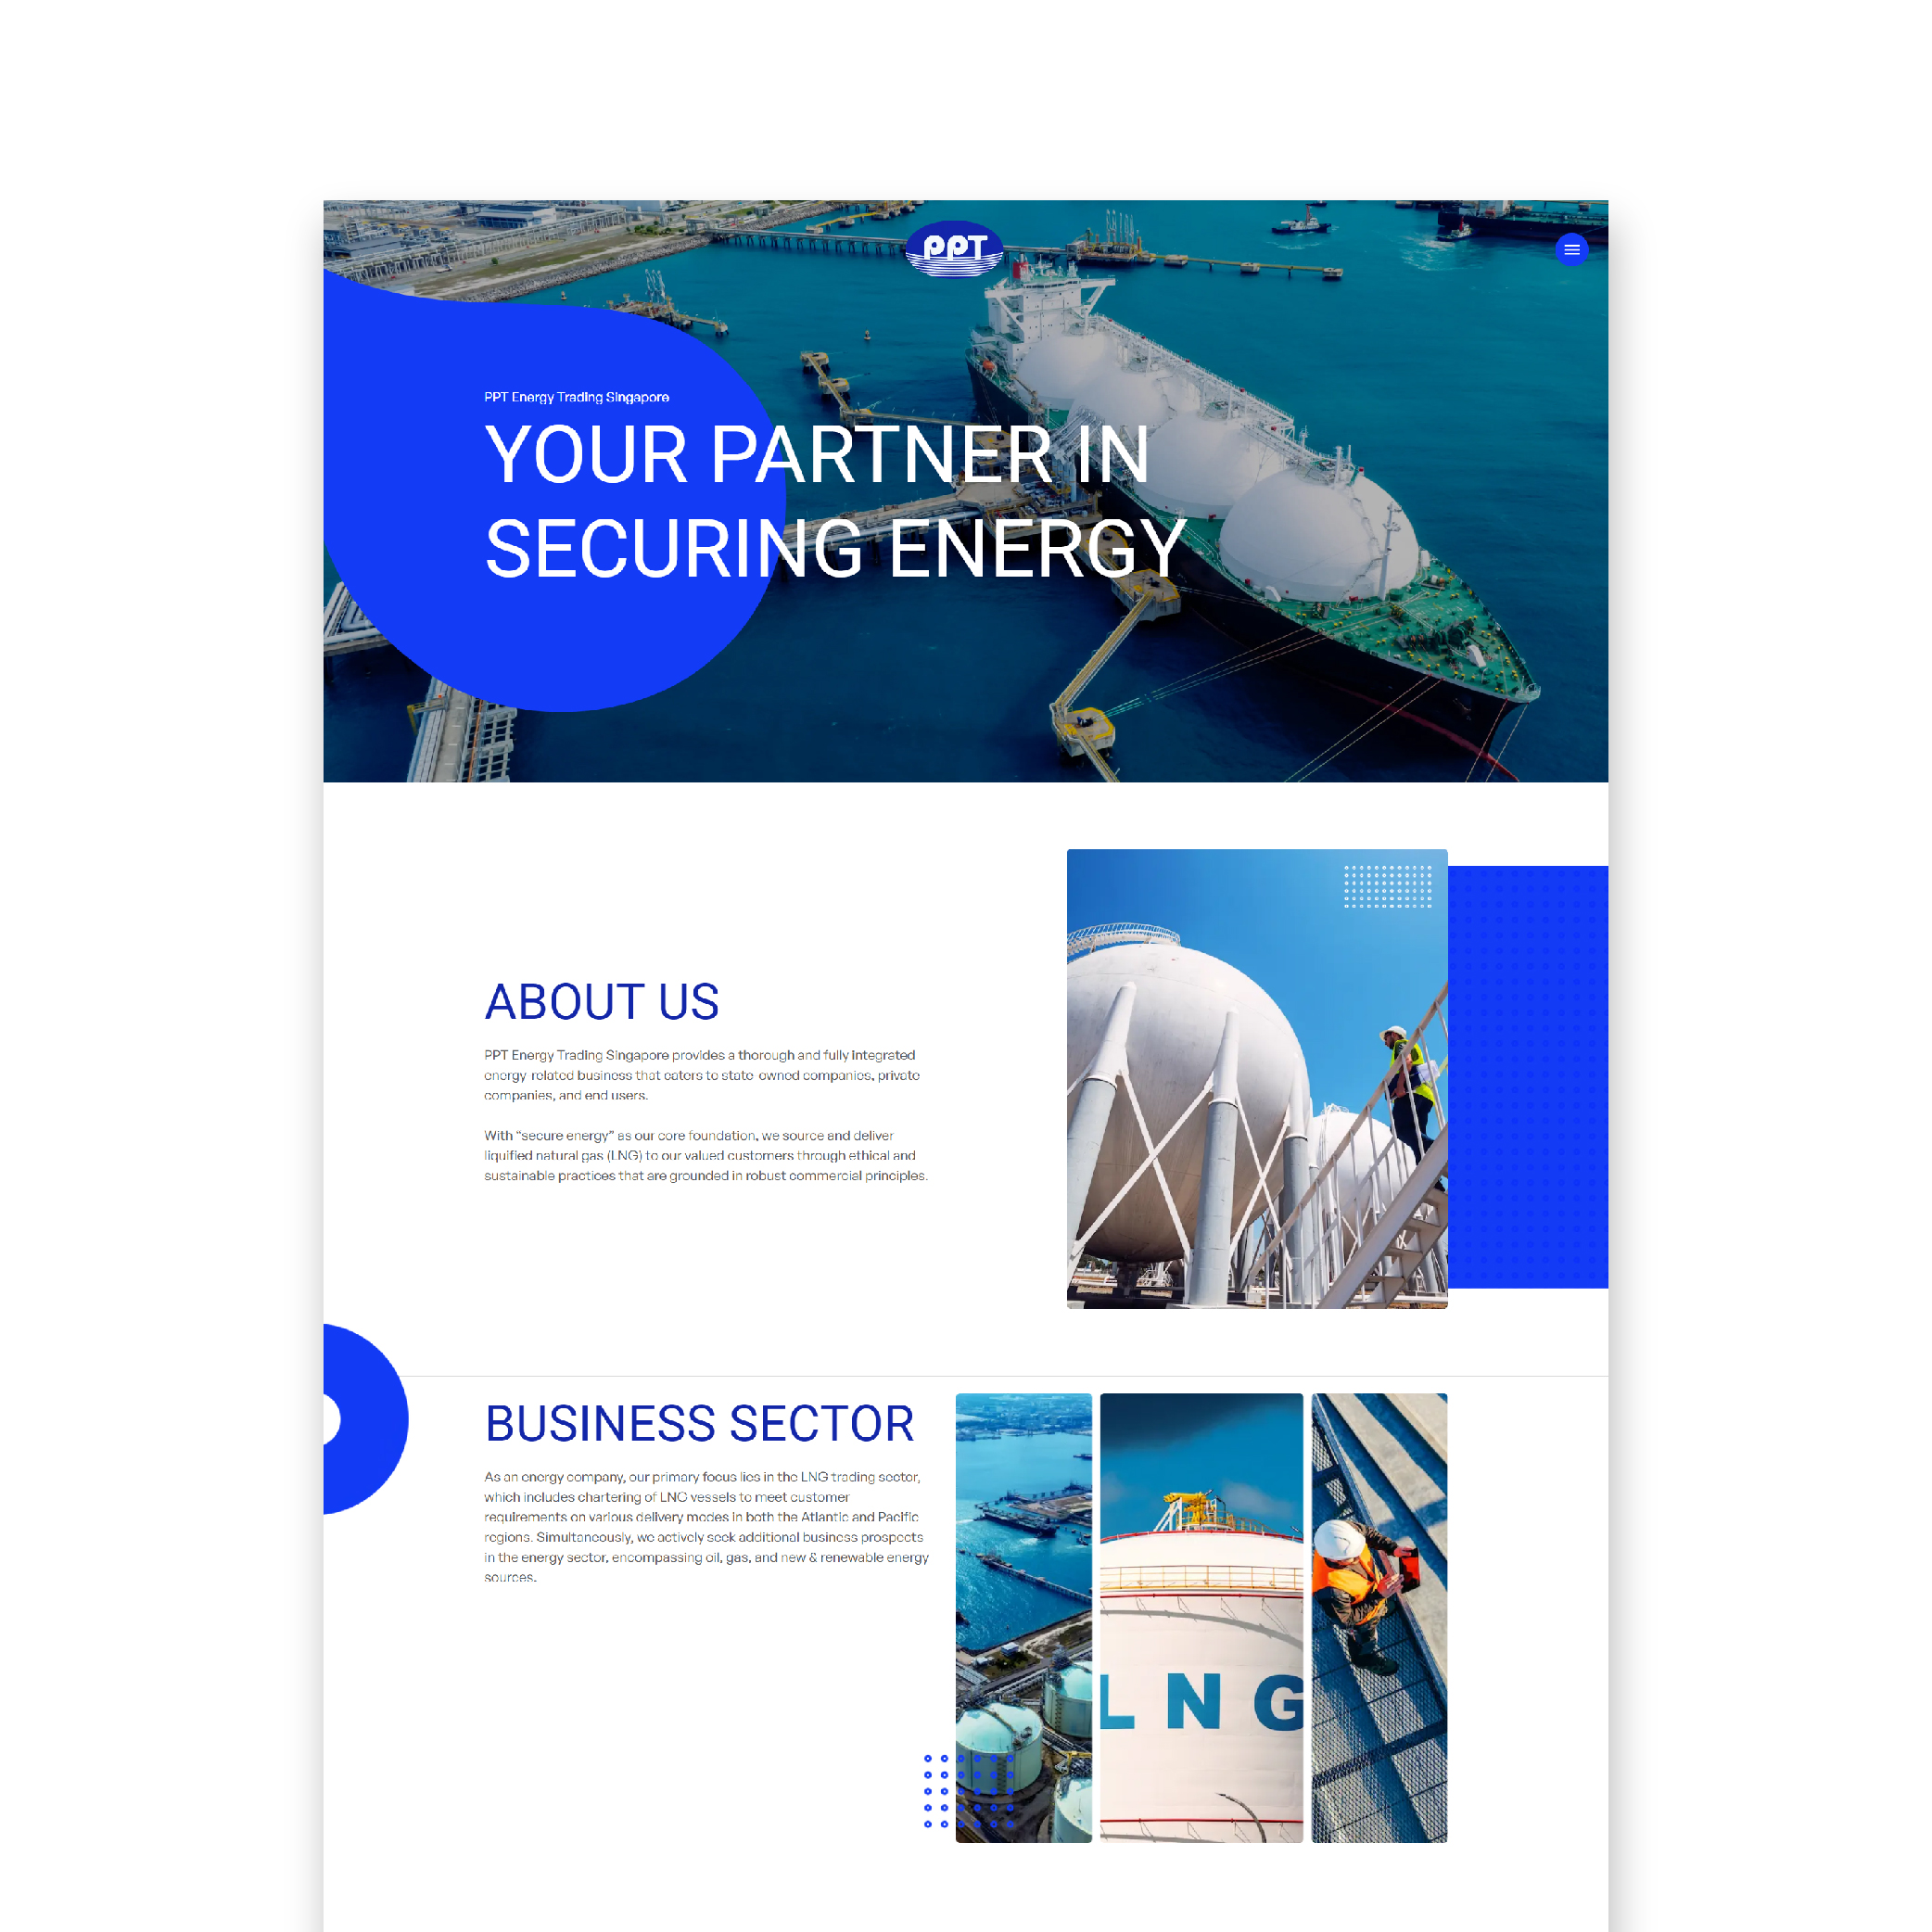 PPT
PPT Energy Trading Singapore
YOUR PARTNER IN
SECURING ENERGY
ABOUT US
PPT Energy Trading Singapore provides a thorough and fully integrated
energy-related business that caters to state-owned companies, private
companies, and end users.
With “secure energy” as our core foundation, we source and deliver
liquified natural gas (LNG) to our valued customers through ethical and
sustainable practices that are grounded in robust commercial principles.
BUSINESS SECTOR
As an energy company, our primary focus lies in the LNG trading sector,
which includes chartering of LNG vessels to meet customer
requirements on various delivery modes in both the Atlantic and Pacific
regions. Simultaneously, we actively seek additional business prospects
in the energy sector, encompassing oil, gas, and new & renewable energy
sources.
LNG